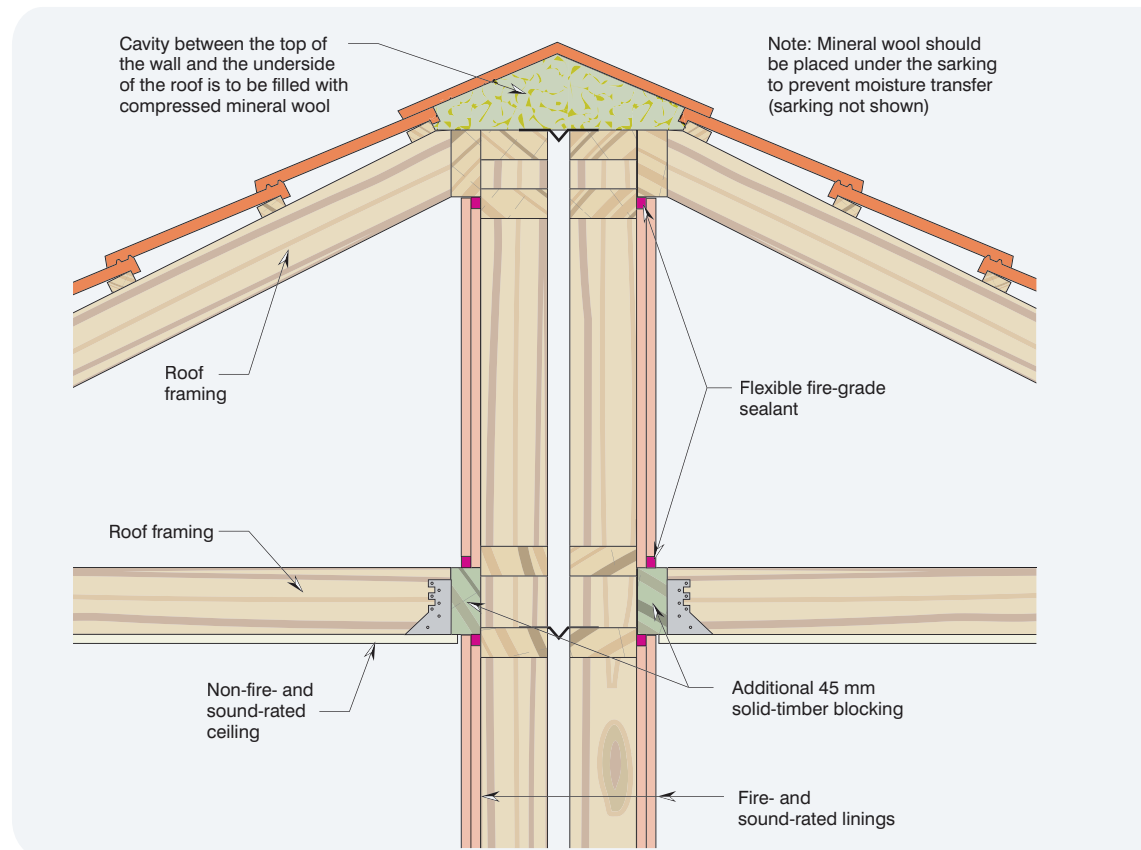 Cavity between the top of
the wall and the underside
of the roof is to be filled with
compressed mineral wool
Note: Mineral wool should
be placed under the sarking
to prevent moisture transfer
(sarking not shown)
Roof
framing
Flexible fire-grade
sealant
Roof framing
Non-fire- and
sound-rated
ceiling
Additional 45 mm
solid-timber blocking
Fire- and
sound-rated linings